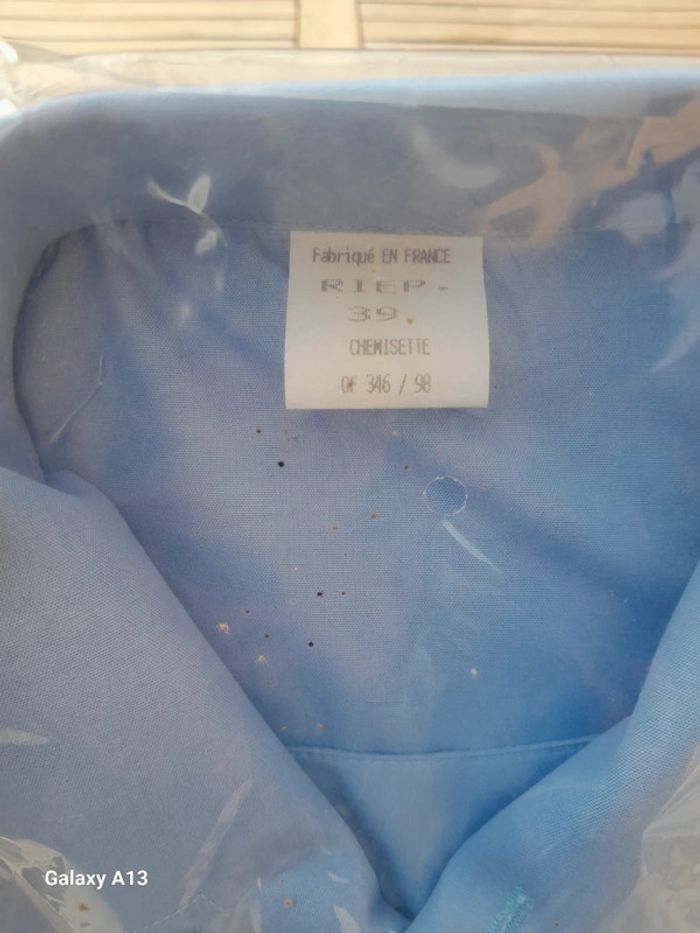 Fabriqué EN FRANCE
RIEP.
39.
CHEMISETTE
OF 346 / 98
Galaxy A13